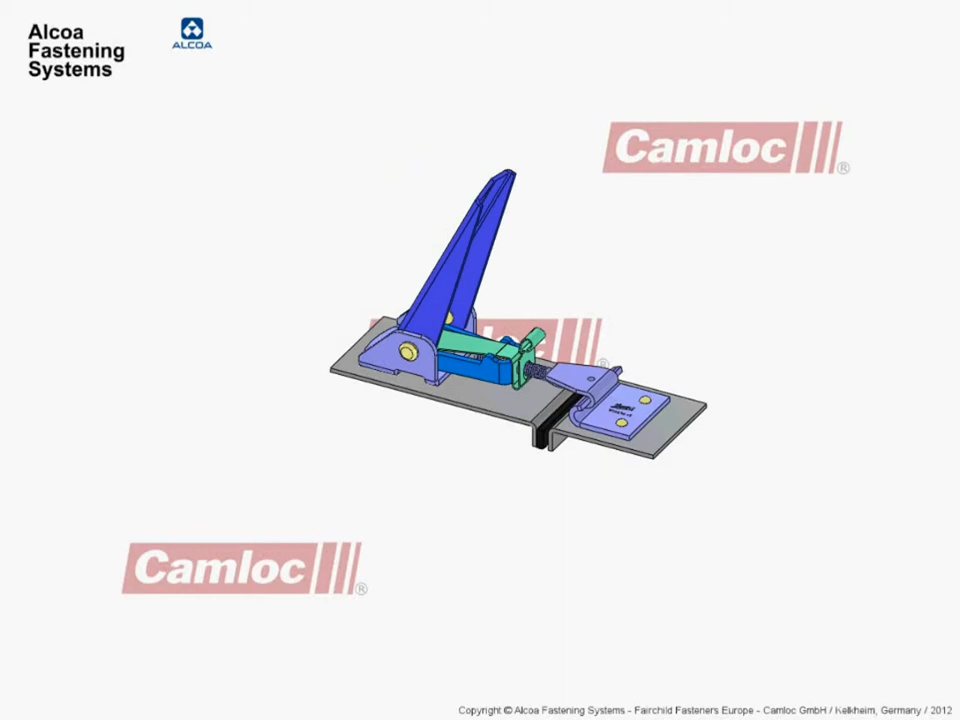 Alcoa
Fastening
Systems
ALCOA
Camloc ®
®
Camloc ®
Copyright © Alcoa Fastening Systems - Fairchild Fasteners Europe - Camloc GmbH / Kelkheim, Germany / 2012